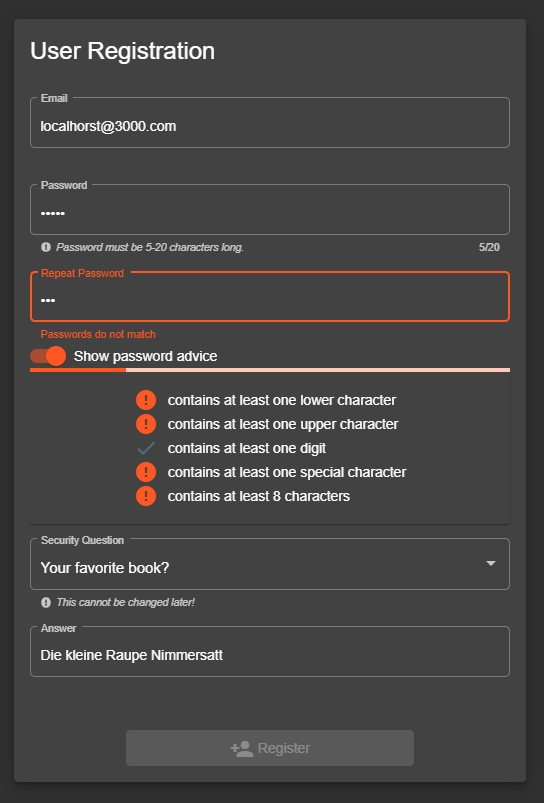 User Registration
Email
localhorst@3000.com
Password
•••••
Password must be 5-20 characters long. 5/20
Repeat Password
•••
Passwords do not match
Show password advice
contains at least one lower character
contains at least one upper character
contains at least one digit
contains at least one special character
contains at least 8 characters
Security Question
Your favorite book?
This cannot be changed later!
Answer
Die kleine Raupe Nimmersatt
Register